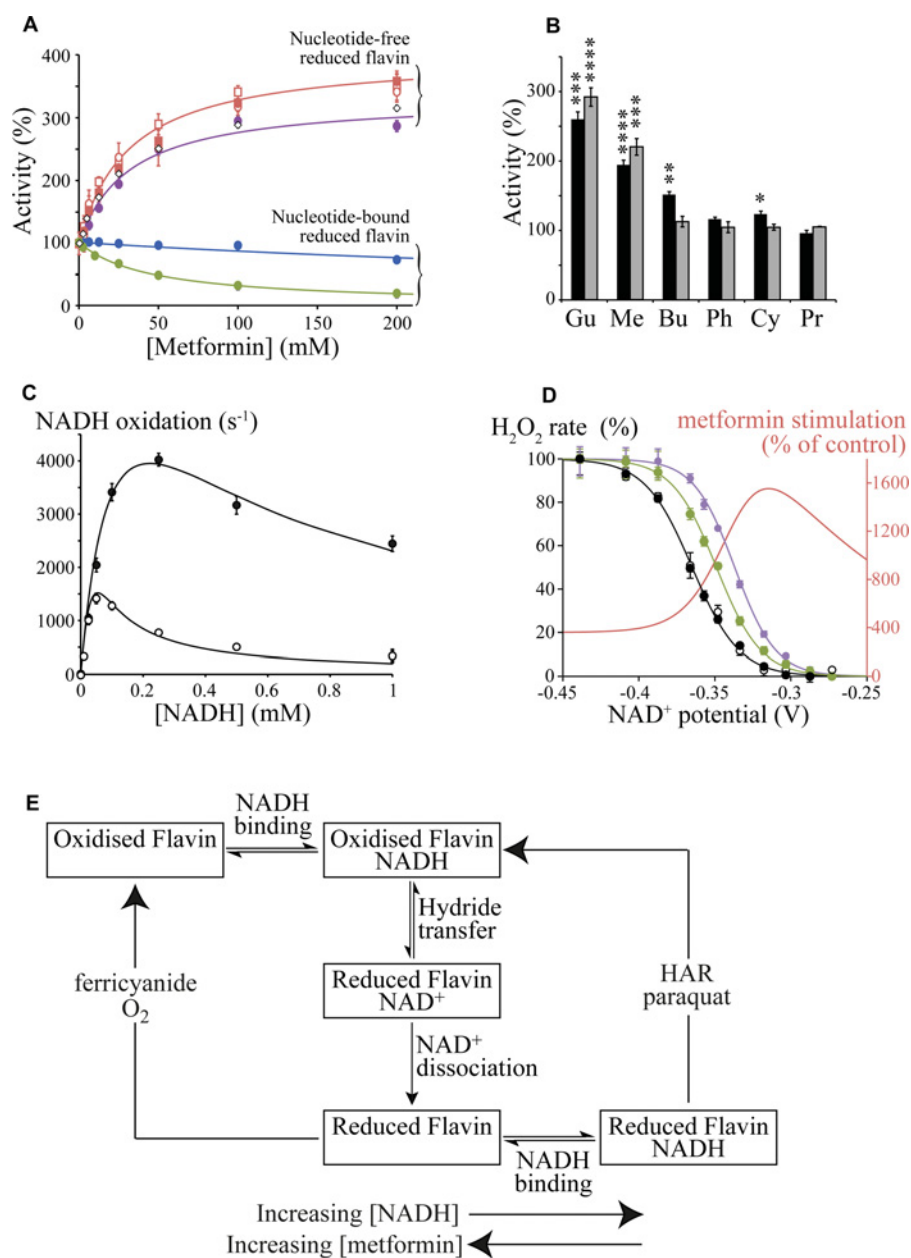 A
Nucleotide-free
reduced flavin
Activity (%)
400
350
300
250
200
150
100
50
0
Nucleotide-bound
reduced flavin
0
50
100
150
200
[Metformin] (mM)
B
Activity (%)
300
200
100
0
***
****
****
***
**
*
Gu
Me
Bu
Ph
Cy
Pr
C
NADH oxidation (s⁻¹)
4000
3000
2000
1000
0
0
0.2
0.4
0.6
0.8
1
[NADH] (mM)
D
H₂O₂ rate (%)
metformin stimulation
(% of control)
100
80
60
40
20
0
1600
1200
800
400
0
-0.45
-0.4
-0.35
-0.3
-0.25
NAD⁺ potential (V)
E
Oxidised Flavin
NADH
binding
Oxidised Flavin
NADH
Hydride
transfer
Reduced Flavin
NAD⁺
ferricyanide
O₂
HAR
paraquat
NAD⁺
dissociation
Reduced Flavin
NADH
binding
Reduced Flavin
NADH
Increasing [NADH]
Increasing [metformin]